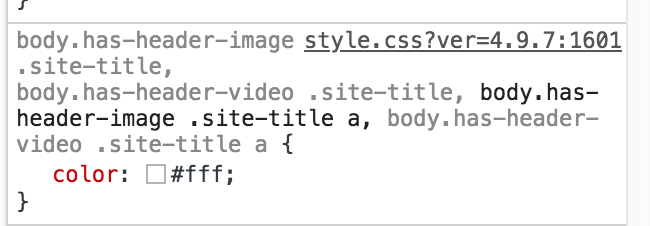 }
body.has-header-image style.css?ver=4.9.7:1601
.site-title,
body.has-header-video .site-title, body.has-
header-image .site-title a, body.has-header-
video .site-title a {
color: #fff;
}